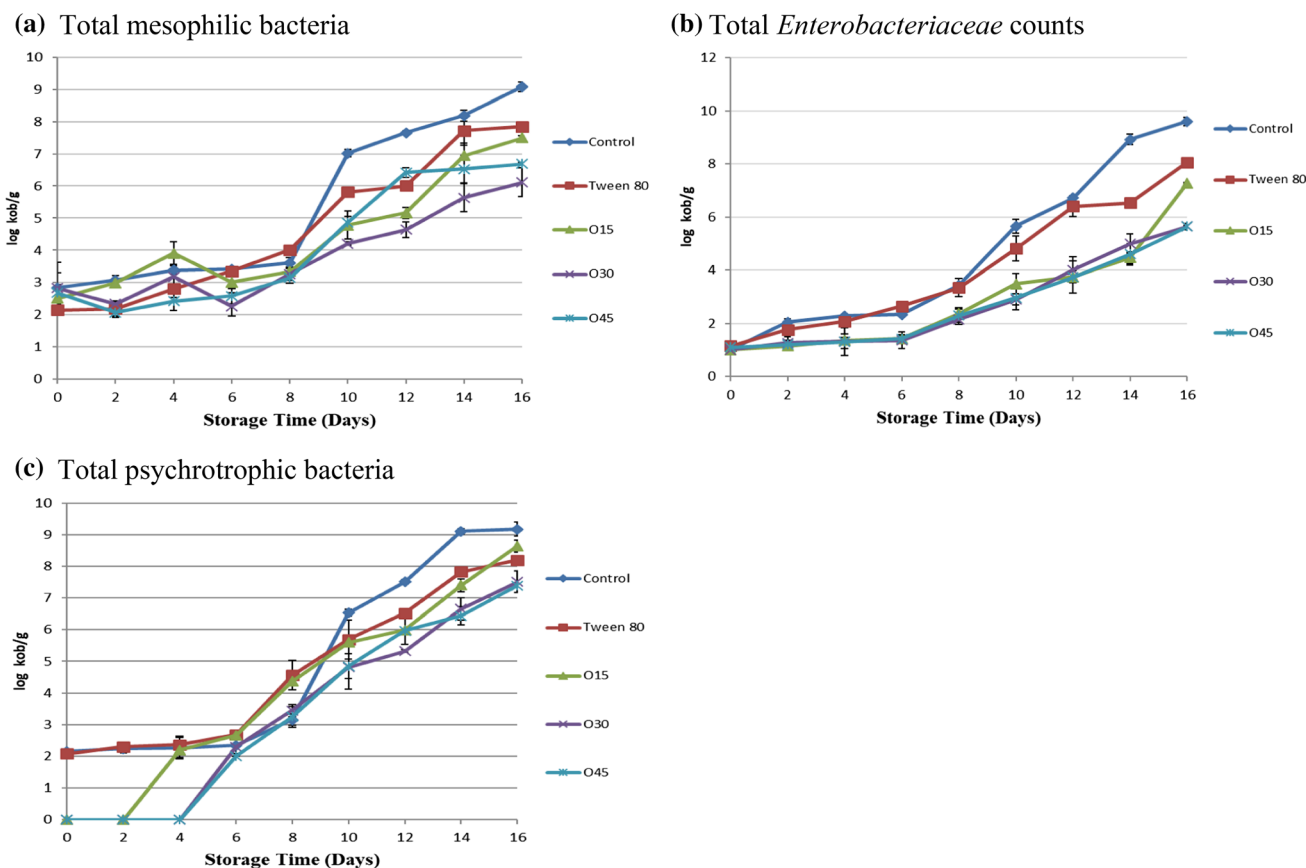 (a) Total mesophilic bacteria
10
9
8
7
6
5
4
3
2
1
0
log kob/g
0 2 4 6 8 10 12 14 16
Storage Time (Days)
Control
Tween 80
O15
O30
O45
(b) Total Enterobacteriaceae counts
12
10
8
6
4
2
0
log kob/g
0 2 4 6 8 10 12 14 16
Storage Time (Days)
Control
Tween 80
O15
O30
O45
(c) Total psychrotrophic bacteria
10
9
8
7
6
5
4
3
2
1
0
log kob/g
0 2 4 6 8 10 12 14 16
Storage Time (Days)
Control
Tween 80
O15
O30
O45